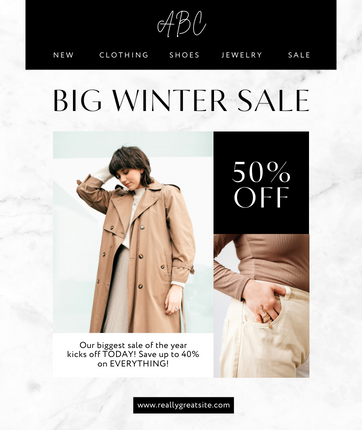 ABC
NEW CLOTHING SHOES JEWELRY SALE
BIG WINTER SALE
50%
OFF
Our biggest sale of the year
kicks off TODAY! Save up to 40%
on EVERYTHING!
www.reallygreatsite.com